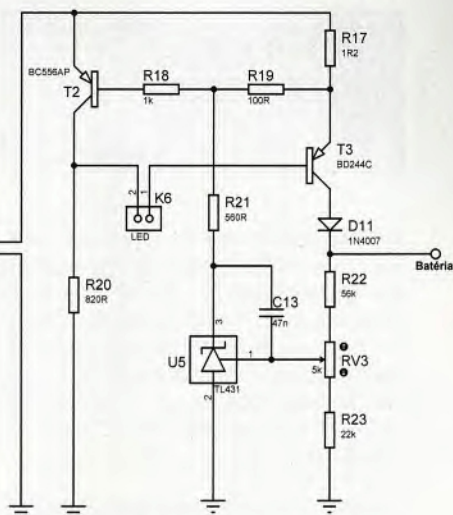 R17
1R2
BC556AP
T2
R18
1k
R19
100R
T3
BD244C
2
1
K6
LED
R21
560R
D11
1N4007
Batéria
R20
820R
C13
47n
R22
56k
3
U5
1
TL431
2
5k
RV3
R23
22k